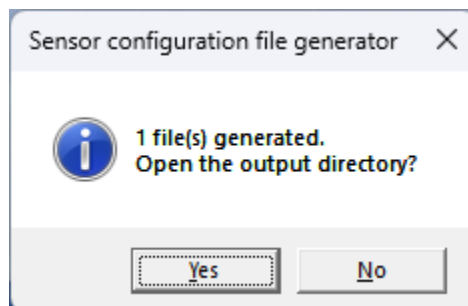 Sensor configuration file generator
1 file(s) generated.
Open the output directory?
Yes
No